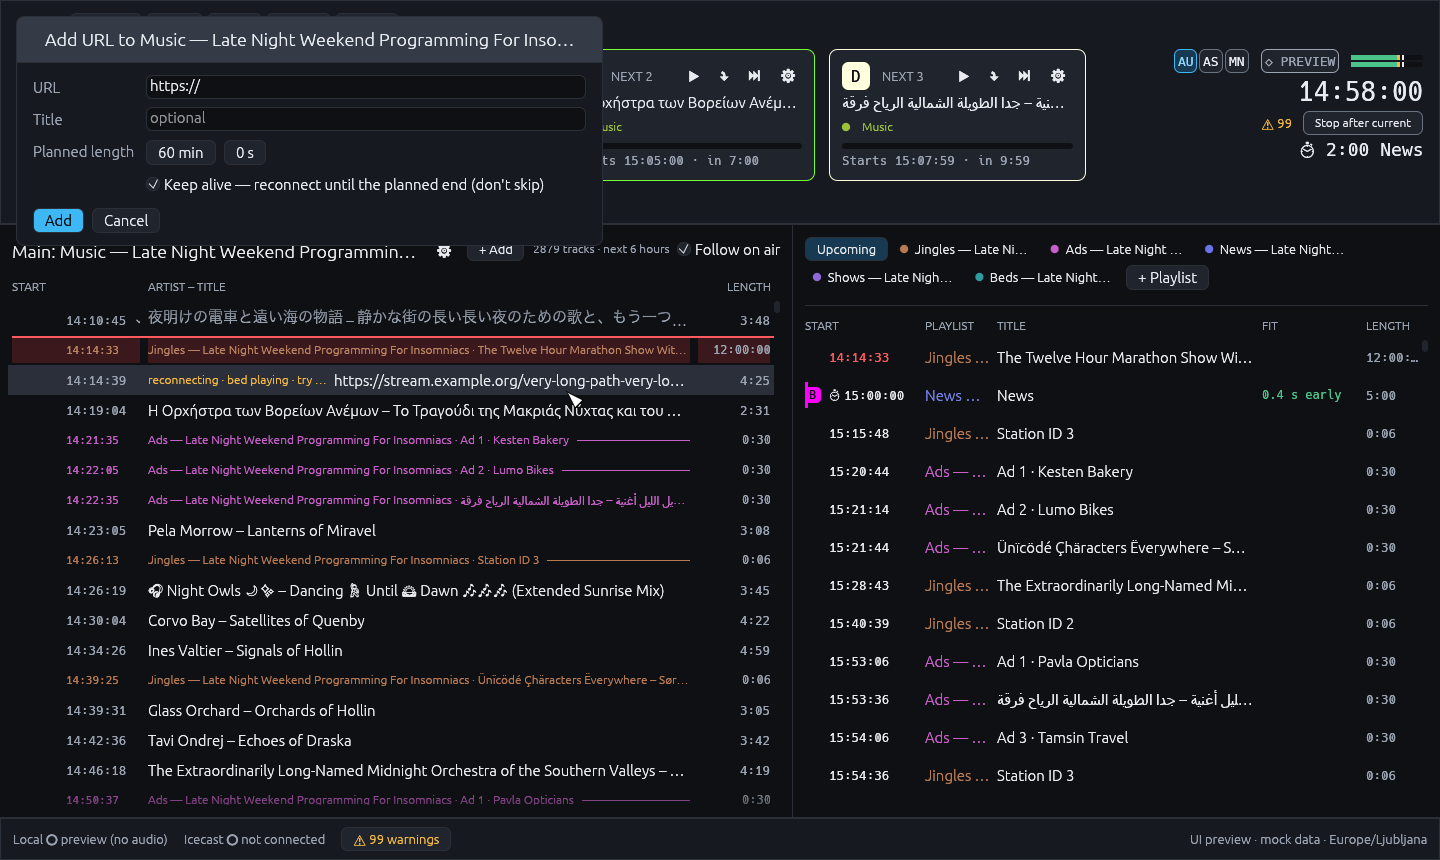 Add URL to Music — Late Night Weekend Programming For Inso…
URL
https://
Title
optional
Planned length
60 min
0 s
Keep alive — reconnect until the planned end (don't skip)
Add
Cancel
NEXT 2
Music
15:05:00 · in 7:00
D
NEXT 3
Music
Starts 15:07:59 · in 9:59
AU
AS
MN
◇ PREVIEW
14:58:00
⚠ 99
Stop after current
2:00 News
Main: Music — Late Night Weekend Programmin…
+ Add
2879 tracks · next 6 hours
Follow on air
START
ARTIST – TITLE
LENGTH
14:10:45
夜明けの電車と遠い海の物語 – 静かな街の長い長い夜のための歌と、もう一つ…
3:48
14:14:33
Jingles — Late Night Weekend Programming For Insomniacs · The Twelve Hour Marathon Show Wit…
12:00:00
14:14:39
reconnecting · bed playing · try …
https://stream.example.org/very-long-path-very-lo…
4:25
14:19:04
Η Ορχήστρα των Βορείων Ανέμων – Το Τραγούδι της Μακριάς Νύχτας και του …
2:31
14:21:35
Ads — Late Night Weekend Programming For Insomniacs · Ad 1 · Kesten Bakery
0:30
14:22:05
Ads — Late Night Weekend Programming For Insomniacs · Ad 2 · Lumo Bikes
0:30
14:22:35
Ads — Late Night Weekend Programming For Insomniacs · فرقة الرياح الشمالية الطويلة جدا – أغنية الليل
0:30
14:23:05
Pela Morrow – Lanterns of Miravel
3:08
14:26:13
Jingles — Late Night Weekend Programming For Insomniacs · Station ID 3
0:06
14:26:19
🎧 Night Owls 🌙✨ – Dancing 💃 Until 🌅 Dawn 🎶🎶🎶 (Extended Sunrise Mix)
3:45
14:30:04
Corvo Bay – Satellites of Quenby
4:22
14:34:26
Ines Valtier – Signals of Hollin
4:59
14:39:25
Jingles — Late Night Weekend Programming For Insomniacs · Ünïcödé Çhäracters Ëverywhere – Sør…
0:06
14:39:31
Glass Orchard – Orchards of Hollin
3:05
14:42:36
Tavi Ondrej – Echoes of Draska
3:42
14:46:18
The Extraordinarily Long-Named Midnight Orchestra of the Southern Valleys – …
4:19
14:50:37
Ads — Late Night Weekend Programming For Insomniacs · Ad 1 · Pavla Opticians
0:30
Upcoming
Jingles — Late Ni…
Ads — Late Night …
News — Late Night…
Shows — Late Nigh…
Beds — Late Night…
+ Playlist
START
PLAYLIST
TITLE
FIT
LENGTH
14:14:33
Jingles …
The Twelve Hour Marathon Show Wi…
12:00:…
B
15:00:00
News …
News
0.4 s early
5:00
15:15:48
Jingles …
Station ID 3
0:06
15:20:44
Ads — …
Ad 1 · Kesten Bakery
0:30
15:21:14
Ads — …
Ad 2 · Lumo Bikes
0:30
15:21:44
Ads — …
Ünïcödé Çhäracters Ëverywhere – S…
0:30
15:28:43
Jingles …
The Extraordinarily Long-Named Mi…
0:06
15:40:39
Jingles …
Station ID 2
0:06
15:53:06
Ads — …
Ad 1 · Pavla Opticians
0:30
15:53:36
Ads — …
فرقة الرياح الشمالية الطويلة جدا – أغنية
0:30
15:54:06
Ads — …
Ad 3 · Tamsin Travel
0:30
15:54:36
Jingles …
Station ID 3
0:06
Local
preview (no audio)
Icecast
not connected
⚠ 99 warnings
UI preview · mock data · Europe/Ljubljana